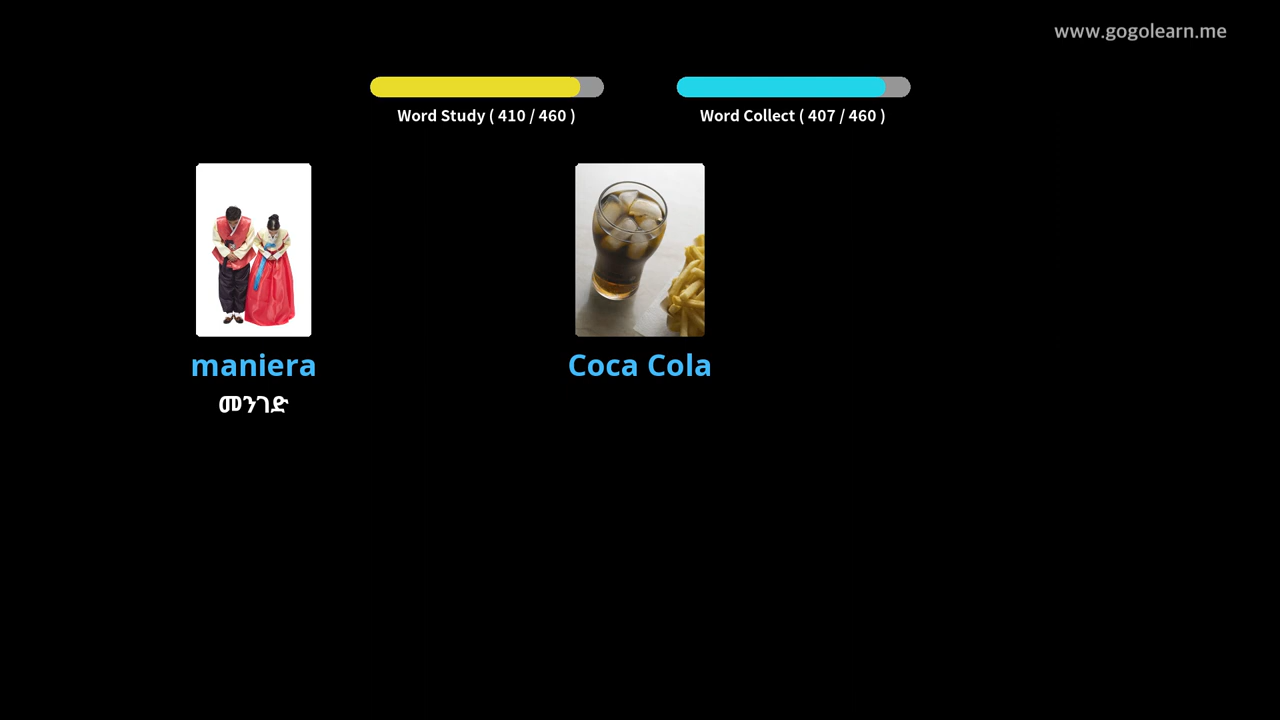 www.gogolearn.me
Word Study ( 410 / 460 )
Word Collect ( 407 / 460 )
maniera
Coca Cola
መንገድ